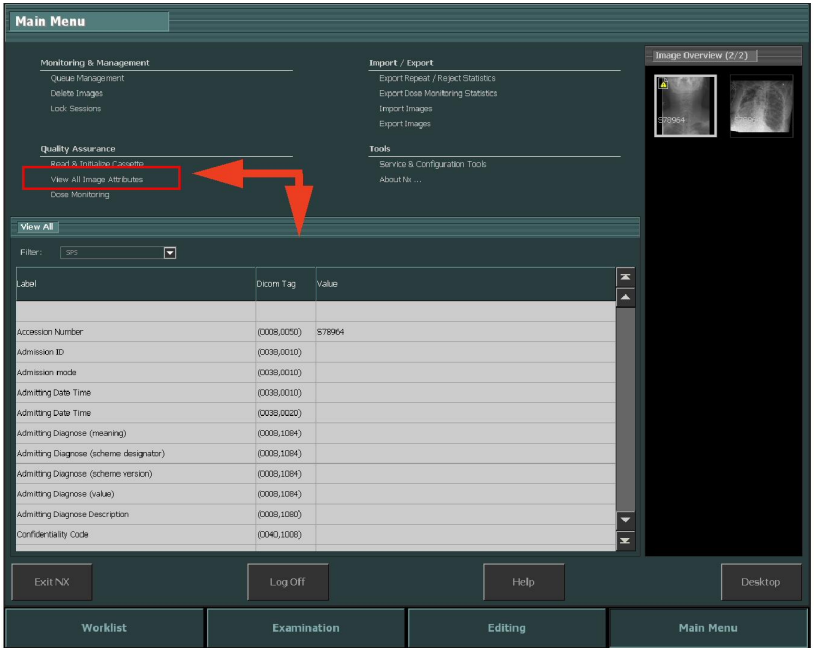 Main Menu
Monitoring & Management
Queue Management
Delete Images
Lock Sessions
Import / Export
Export Repeat / Reject Statistics
Export Dose Monitoring Statistics
Import Images
Export Images
Quality Assurance
Read & Initialize Cassette
View All Image Attributes
Dose Monitoring
Tools
Service & Configuration Tools
About Nx ...
Image Overview (2/2)
S78964
View All
Filter: SPS
Label Dicom Tag Value
Accession Number (0008,0050) S78964
Admission ID (0038,0010)
Admission mode (0038,0010)
Admitting Date Time (0038,0010)
Admitting Date Time (0038,0020)
Admitting Diagnose (meaning) (0008,1084)
Admitting Diagnose (scheme designator) (0008,1084)
Admitting Diagnose (scheme version) (0008,1084)
Admitting Diagnose (value) (0008,1084)
Admitting Diagnose Description (0008,1080)
Confidentiality Code (0040,1008)
Exit NX Log Off Help Desktop
Worklist Examination Editing Main Menu